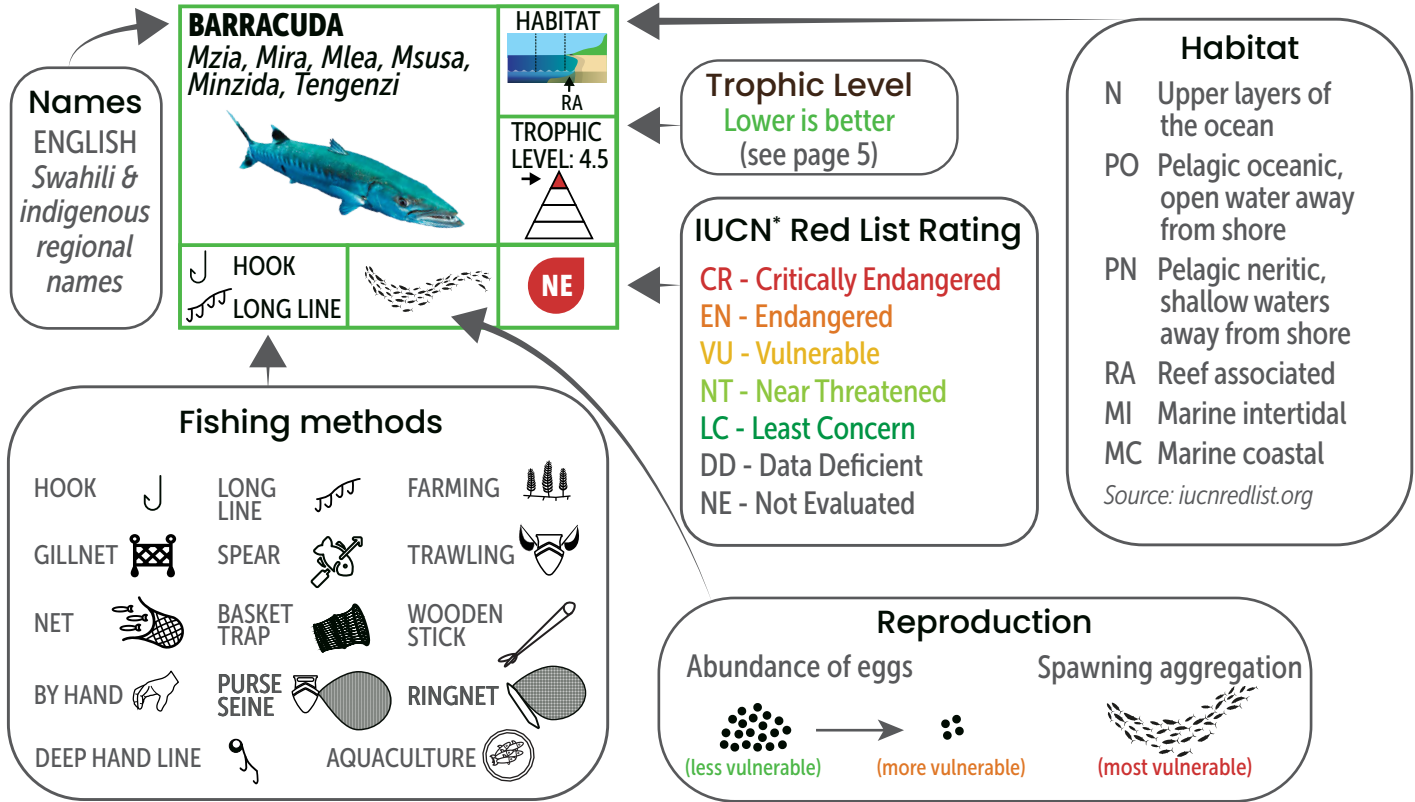 BARRACUDA
Mzia, Mira, Mlea, Msusa,
Minzida, Tengenzi
HABITAT
RA
TROPHIC
LEVEL: 4.5
HOOK
LONG LINE
NE
Names
ENGLISH
Swahili &
indigenous
regional
names
Trophic Level
Lower is better
(see page 5)
IUCN* Red List Rating
CR - Critically Endangered
EN - Endangered
VU - Vulnerable
NT - Near Threatened
LC - Least Concern
DD - Data Deficient
NE - Not Evaluated
Habitat
N Upper layers of
the ocean
PO Pelagic oceanic,
open water away
from shore
PN Pelagic neritic,
shallow waters
away from shore
RA Reef associated
MI Marine intertidal
MC Marine coastal
Source: iucnredlist.org
Fishing methods
HOOK
LONG
LINE
FARMING
GILLNET
SPEAR
TRAWLING
NET
BASKET
TRAP
WOODEN
STICK
BY HAND
PURSE
SEINE
RINGNET
DEEP HAND LINE
AQUACULTURE
Reproduction
Abundance of eggs
Spawning aggregation
(less vulnerable)
(more vulnerable)
(most vulnerable)